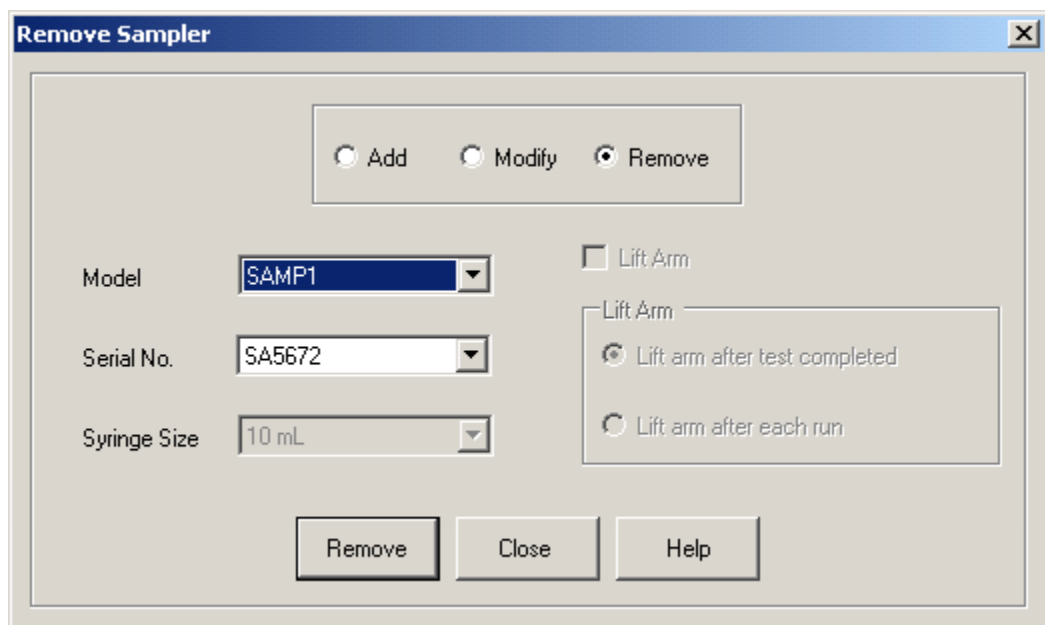 Remove Sampler
Add Modify Remove
Model SAMP1
Lift Arm
Lift Arm
Serial No. SA5672
Lift arm after test completed
Syringe Size 10 mL
Lift arm after each run
Remove Close Help